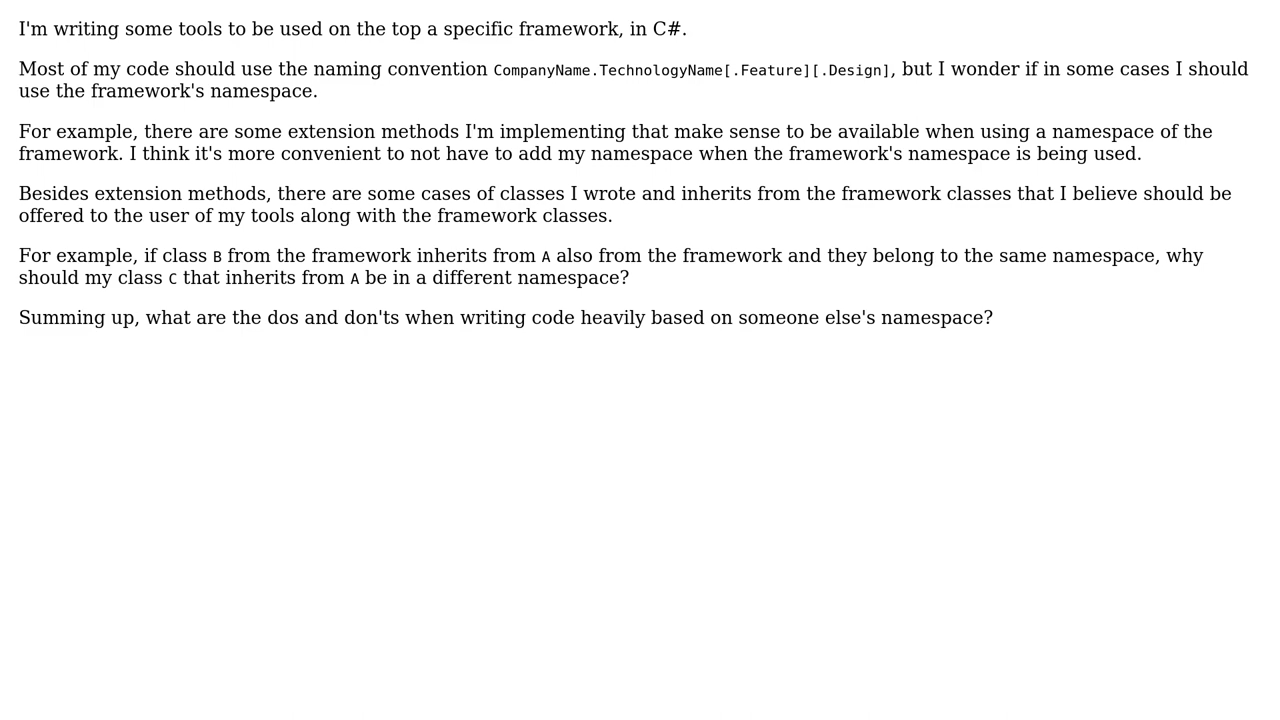 I'm writing some tools to be used on the top a specific framework, in C#.
Most of my code should use the naming convention CompanyName.TechnologyName[.Feature][.Design], but I wonder if in some cases I should
use the framework's namespace.
For example, there are some extension methods I'm implementing that make sense to be available when using a namespace of the
framework. I think it's more convenient to not have to add my namespace when the framework's namespace is being used.
Besides extension methods, there are some cases of classes I wrote and inherits from the framework classes that I believe should be
offered to the user of my tools along with the framework classes.
For example, if class B from the framework inherits from A also from the framework and they belong to the same namespace, why
should my class C that inherits from A be in a different namespace?
Summing up, what are the dos and don'ts when writing code heavily based on someone else's namespace?